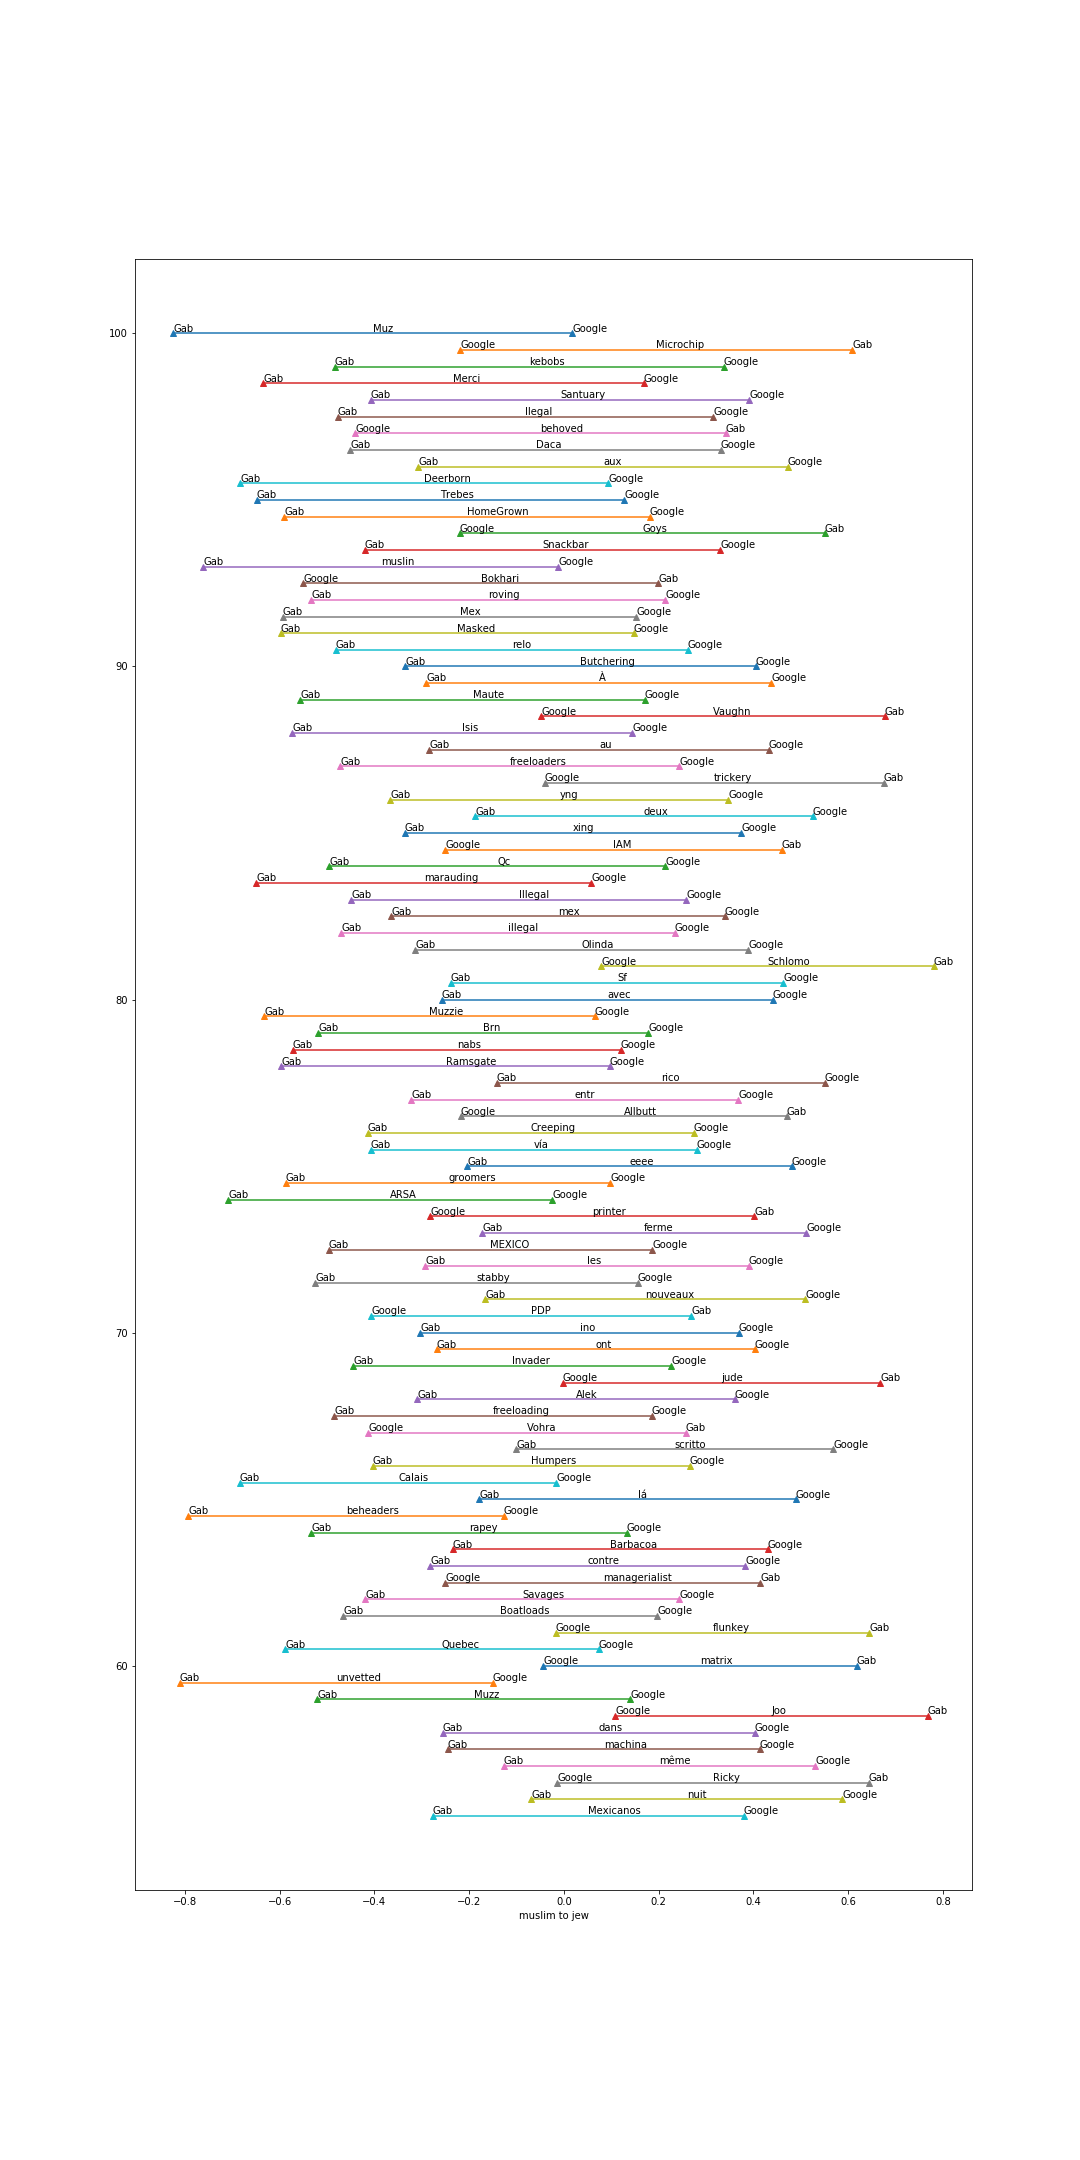 100
Gab Muz Google
Google Microchip Gab
Gab kebobs Google
Gab Merci Google
Gab Santuary Google
Gab Ilegal Google
Google behoved Gab
Gab Daca Google
Gab aux Google
Gab Deerborn Google
Gab Trebes Google
Gab HomeGrown Google
Google Goys Gab
Gab Snackbar Google
Gab muslin Google
Google Bokhari Gab
Gab roving Google
Gab Mex Google
Gab Masked Google
Gab relo Google
90
Gab Butchering Google
Gab À Google
Gab Maute Google
Google Vaughn Gab
Gab Isis Google
Gab au Google
Gab freeloaders Google
Google trickery Gab
Gab yng Google
Gab deux Google
Gab xing Google
Google IAM Gab
Gab Qc Google
Gab marauding Google
Gab Illegal Google
Gab mex Google
Gab illegal Google
Gab Olinda Google
Google Schlomo Gab
Gab Sf Google
80
Gab avec Google
Gab Muzzie Google
Gab Brn Google
Gab nabs Google
Gab Ramsgate Google
Gab rico Google
Gab entr Google
Google Allbutt Gab
Gab Creeping Google
Gab vía Google
Gab eeee Google
Gab groomers Google
Gab ARSA Google
Google printer Gab
Gab ferme Google
Gab MEXICO Google
Gab les Google
Gab stabby Google
Gab nouveaux Google
Google PDP Gab
70
Gab ino Google
Gab ont Google
Gab Invader Google
Google jude Gab
Gab Alek Google
Gab freeloading Google
Google Vohra Gab
Gab scritto Google
Gab Humpers Google
Gab Calais Google
Gab lá Google
Gab beheaders Google
Gab rapey Google
Gab Barbacoa Google
Gab contre Google
Google managerialist Gab
Gab Savages Google
Gab Boatloads Google
Google flunkey Gab
Gab Quebec Google
60
Google matrix Gab
Gab unvetted Google
Gab Muzz Google
Google Joo Gab
Gab dans Google
Gab machina Google
Gab même Google
Google Ricky Gab
Gab nuit Google
Gab Mexicanos Google
−0.8 −0.6 −0.4 −0.2 0.0 0.2 0.4 0.6 0.8
muslim to jew